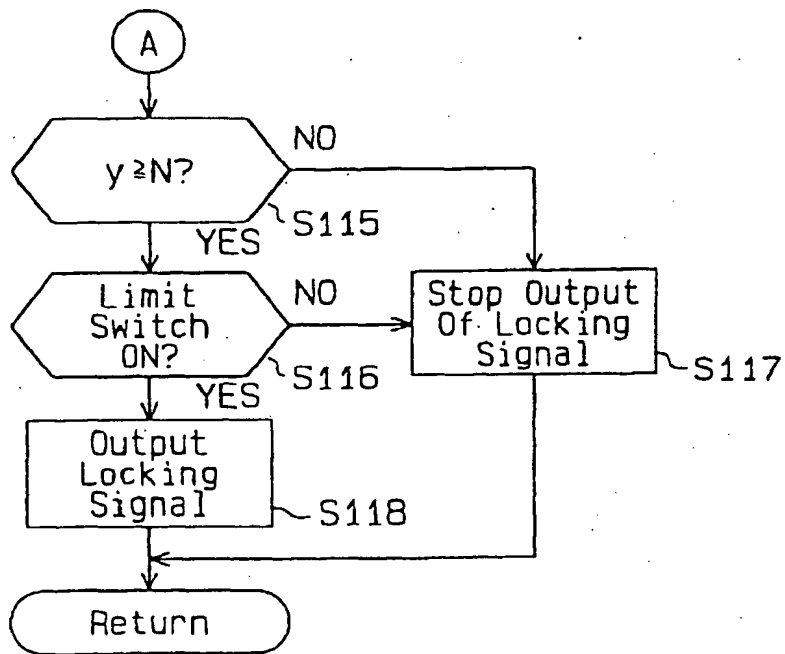 A
y≧N?
NO
S115
YES
Limit
Switch
ON?
NO
S116
YES
Stop Output
Of Locking
Signal
S117
Output
Locking
Signal
S118
Return